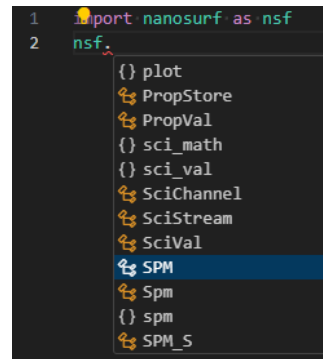 1 import nanosurf as nsf
2 nsf.
{} plot
PropStore
PropVal
{} sci_math
{} sci_val
SciChannel
SciStream
SciVal
SPM
Spm
{} spm
SPM_S